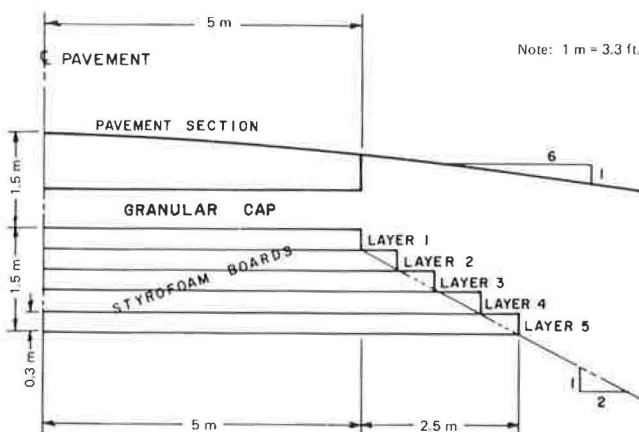 5 m
Note: 1 m = 3.3 ft.
℄ PAVEMENT
PAVEMENT SECTION
6
1
1.5 m
GRANULAR CAP
LAYER 1
LAYER 2
STYROFOAM BOARDS
LAYER 3
1.5 m
LAYER 4
LAYER 5
0.3 m
1
2
5 m
2.5 m